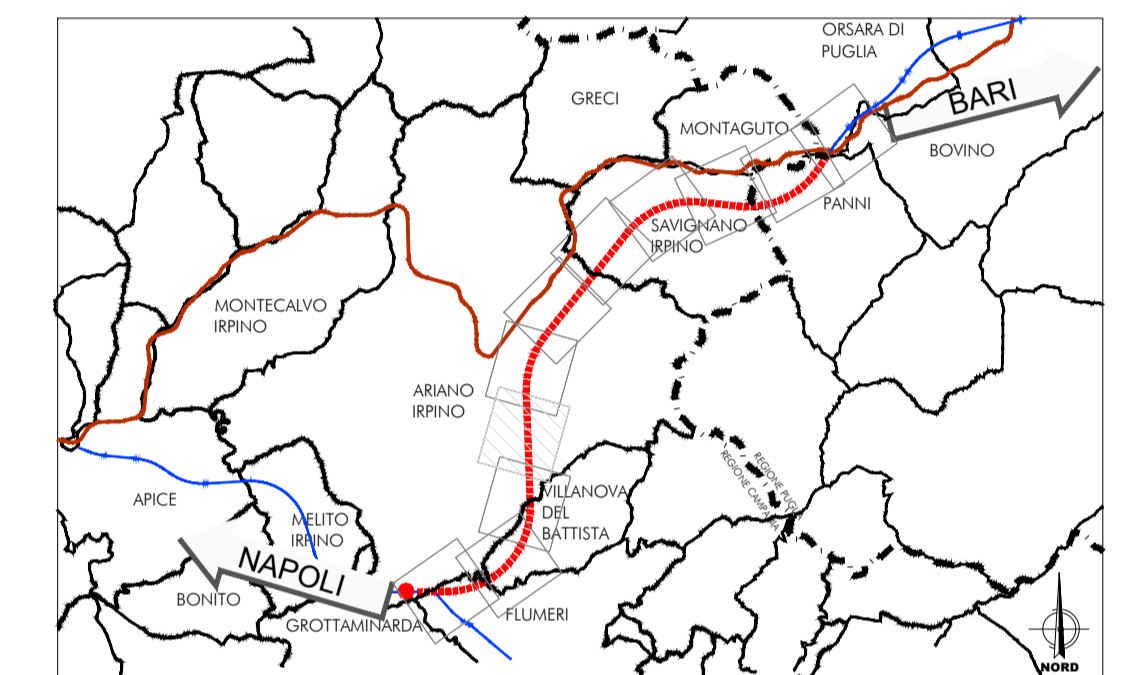 ORSARA DI
PUGLIA
GRECI
BARI
MONTAGUTO
BOVINO
PANNI
SAVIGNANO
IRPINO
MONTECALVO
IRPINO
ARIANO
IRPINO
REGIONE PUGLIA
REGIONE CAMPANIA
APICE
VILLANOVA
DEL
BATTISTA
MELITO
IRPINO
NAPOLI
BONITO
GROTTAMINARDA
FLUMERI
NORD